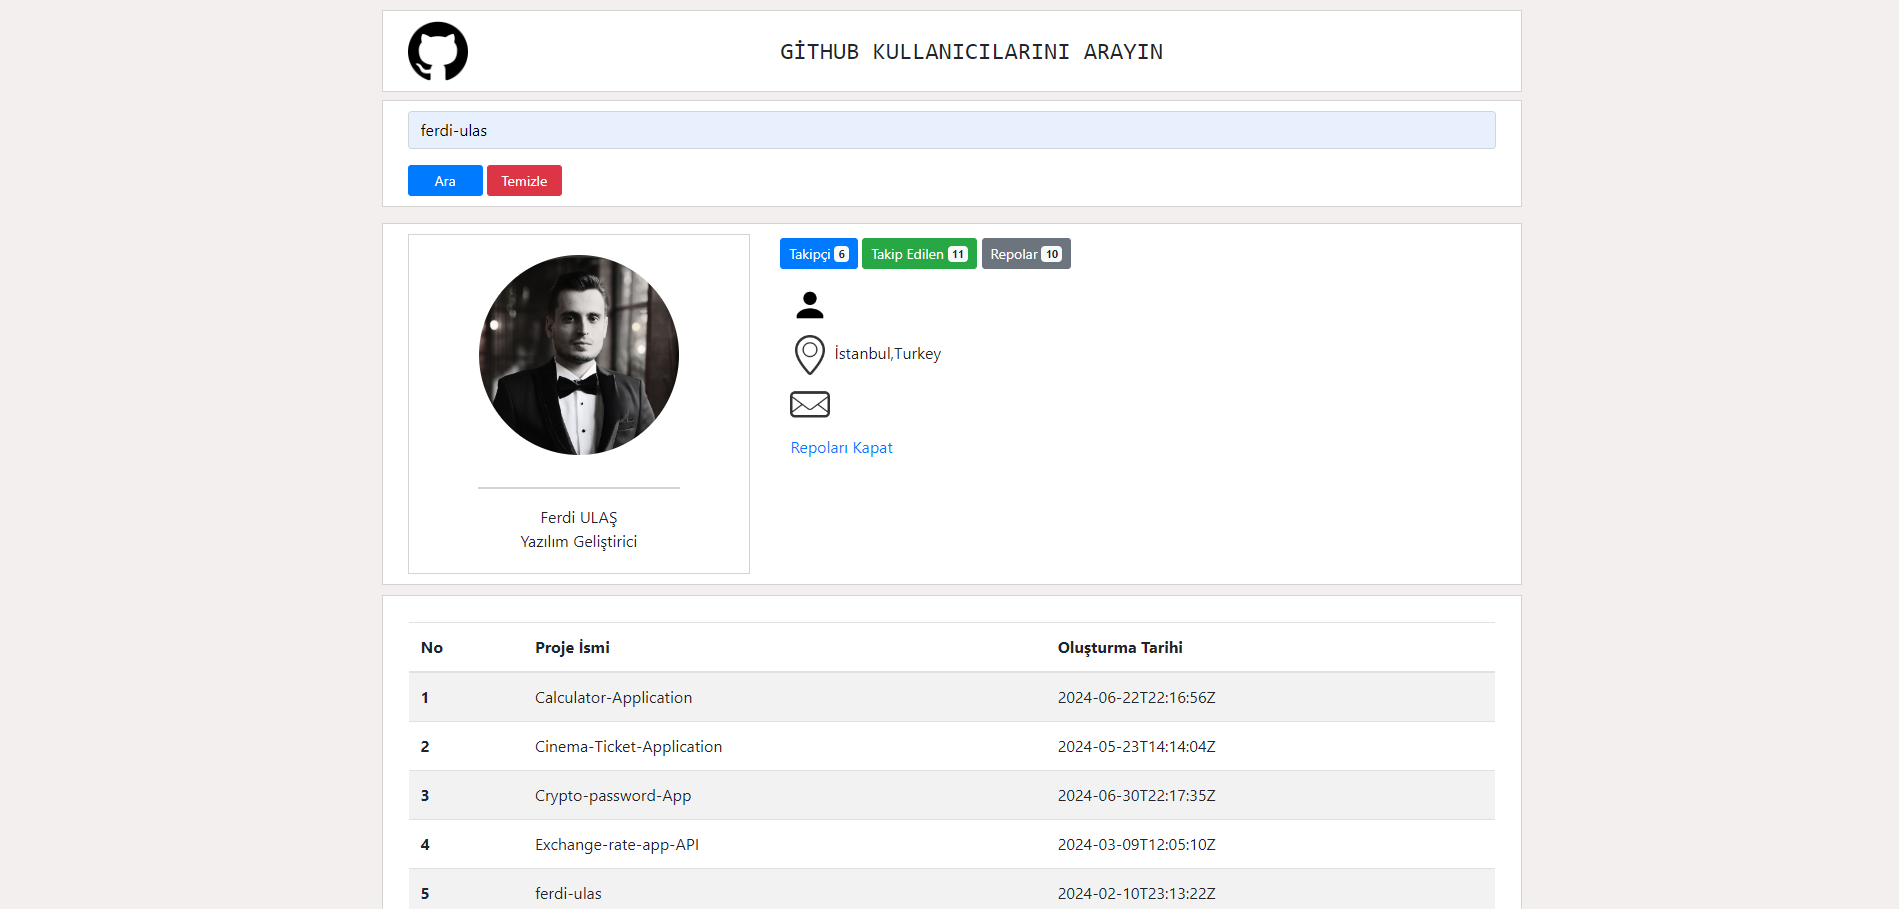 GİTHUB KULLANICILARINI ARAYIN
ferdi-ulas
Ara Temizle
Takipçi 6 Takip Edilen 11 Repolar 10
İstanbul,Turkey
Repoları Kapat
Ferdi ULAŞ
Yazılım Geliştirici
No Proje İsmi Oluşturma Tarihi
1 Calculator-Application 2024-06-22T22:16:56Z
2 Cinema-Ticket-Application 2024-05-23T14:14:04Z
3 Crypto-password-App 2024-06-30T22:17:35Z
4 Exchange-rate-app-API 2024-03-09T12:05:10Z
5 ferdi-ulas 2024-02-10T23:13:22Z